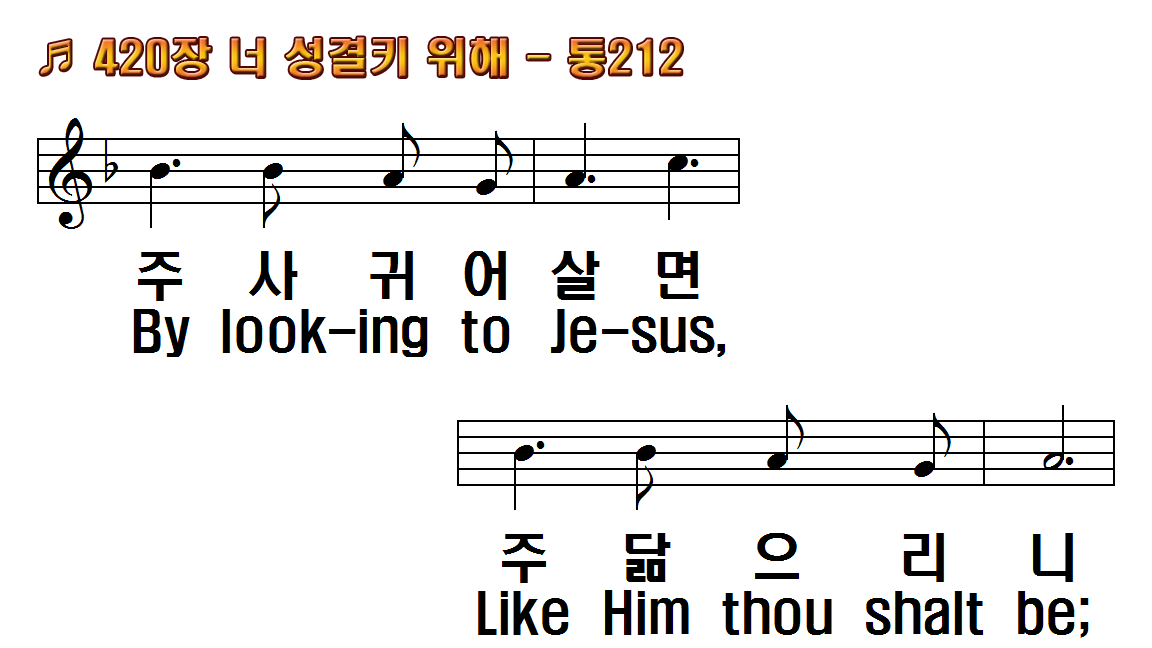 ♬ 420장 너 성결키 위해 - 통212
주 사 귀 어 살 면
By look-ing to Je-sus,
주 닮 으 리 니
Like Him thou shalt be;